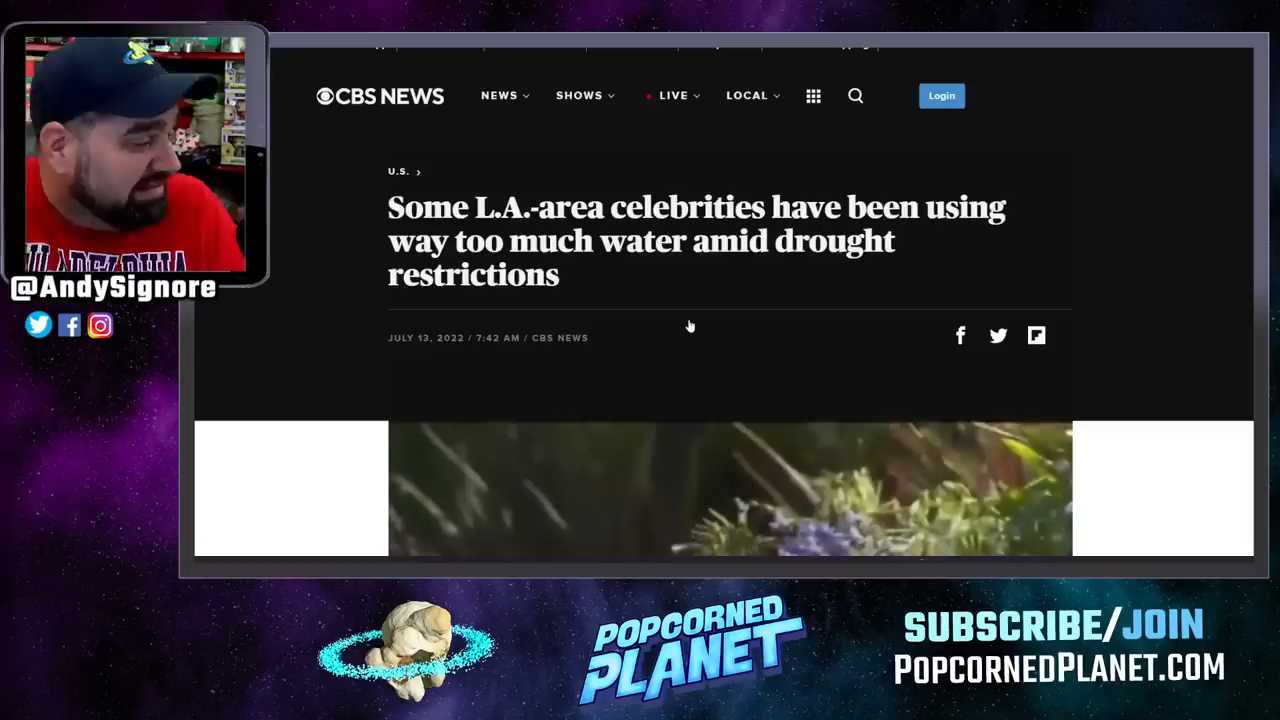 CBS NEWS
NEWS
SHOWS
LIVE
LOCAL
Login
U.S.
Some L.A.-area celebrities have been using
way too much water amid drought
restrictions
JULY 13, 2022 / 7:42 AM / CBS NEWS
PHILADELPHIA
@AndySignore
POPCORNED
PLANET
SUBSCRIBE/JOIN
POPCORNEDPLANET.COM